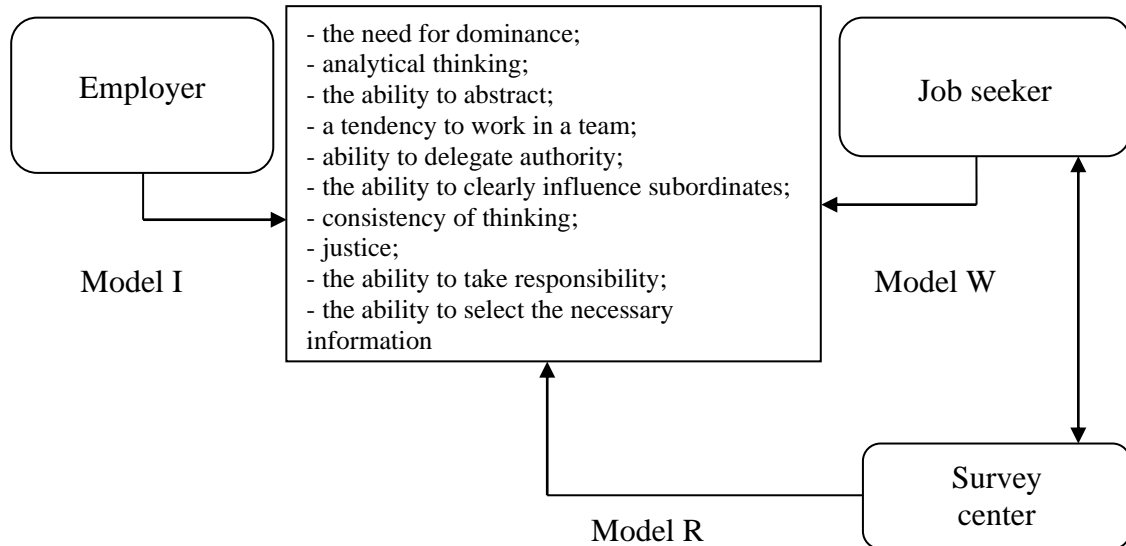 Employer
- the need for dominance;
- analytical thinking;
- the ability to abstract;
- a tendency to work in a team;
- ability to delegate authority;
- the ability to clearly influence subordinates;
- consistency of thinking;
- justice;
- the ability to take responsibility;
- the ability to select the necessary
information
Job seeker
Model I
Model W
Survey
center
Model R